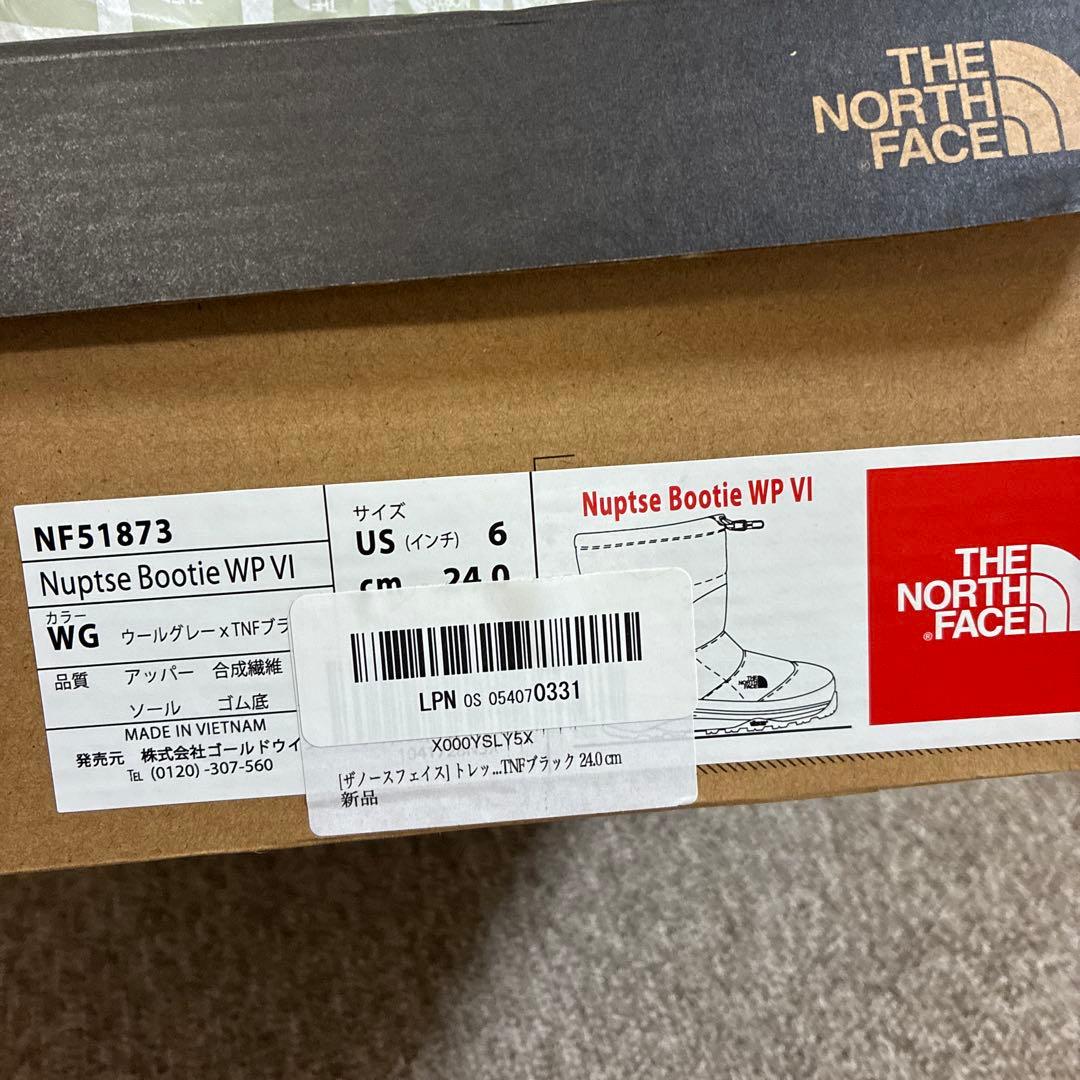 THE
NORTH
FACE
NF51873
Nuptse Bootie WP VI
カラー
WG ウールグレー x TNFブラ
品質 アッパー 合成繊維
ソール ゴム底
MADE IN VIETNAM
発売元 株式会社ゴールドウイ
TEL (0120) -307-560
サイズ
US (インチ) 6
cm 24.0
Nuptse Bootie WP VI
THE
NORTH
FACE
®
LPN OS 054070331
X000YSLY5X
[ザノースフェイス] トレッ...TNFブラック 24.0 cm
新品